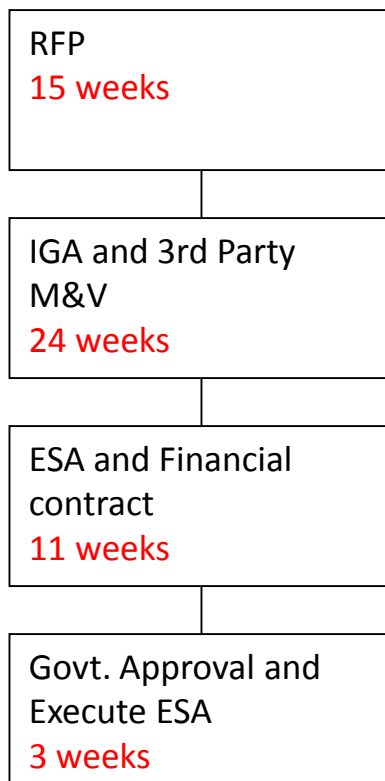 RFP
15 weeks
IGA and 3rd Party
M&V
24 weeks
ESA and Financial
contract
11 weeks
Govt. Approval and
Execute ESA
3 weeks